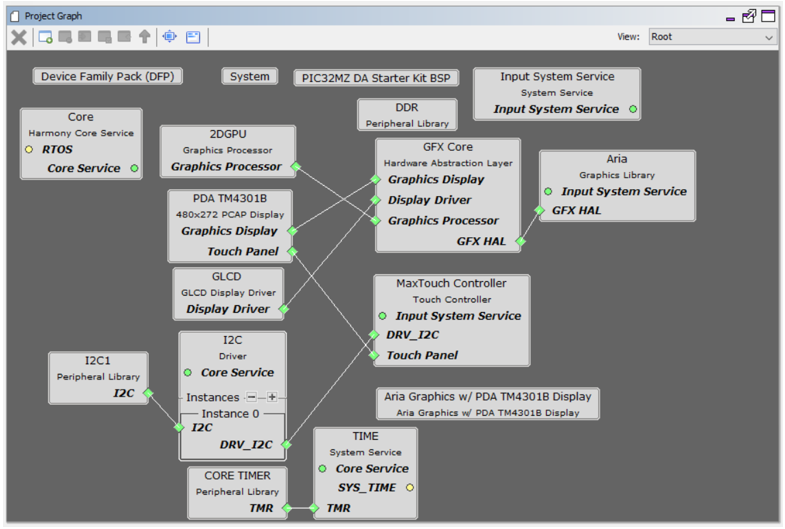 Project Graph
View: Root
Device Family Pack (DFP)
System
PIC32MZ DA Starter Kit BSP
Input System Service
System Service
Input System Service
Core
Harmony Core Service
RTOS
Core Service
2DGPU
Graphics Processor
Graphics Processor
DDR
Peripheral Library
GFX Core
Hardware Abstraction Layer
Graphics Display
Display Driver
Graphics Processor
GFX HAL
Aria
Graphics Library
Input System Service
GFX HAL
PDA TM4301B
480x272 PCAP Display
Graphics Display
Touch Panel
GLCD
GLCD Display Driver
Display Driver
MaxTouch Controller
Touch Controller
Input System Service
DRV_I2C
Touch Panel
I2C1
Peripheral Library
I2C
I2C
Driver
Core Service
Instances
Instance 0
I2C
DRV_I2C
Aria Graphics w/ PDA TM4301B Display
Aria Graphics w/ PDA TM4301B Display
CORE TIMER
Peripheral Library
TMR
TIME
System Service
Core Service
SYS_TIME
TMR